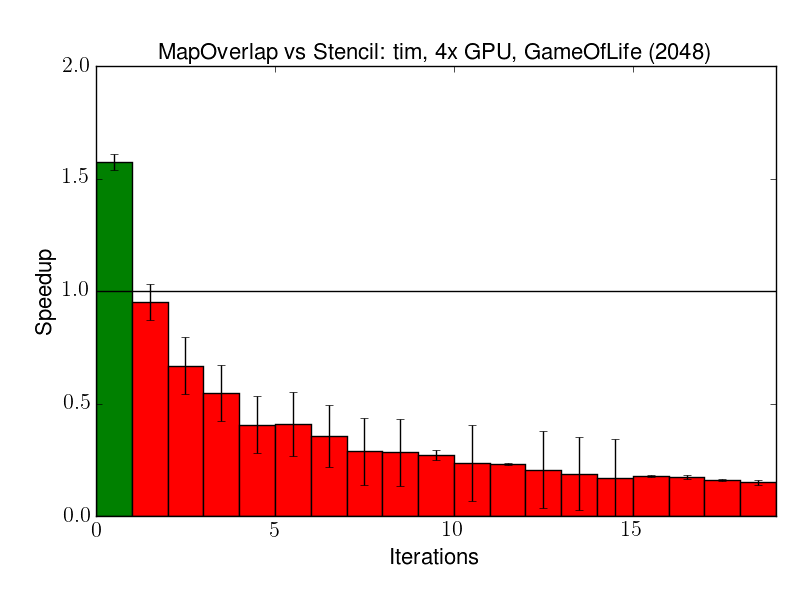 MapOverlap vs Stencil: tim, 4x GPU, GameOfLife (2048)
2.0
1.5
1.0
0.5
0.0
Speedup
0 5 10 15
Iterations